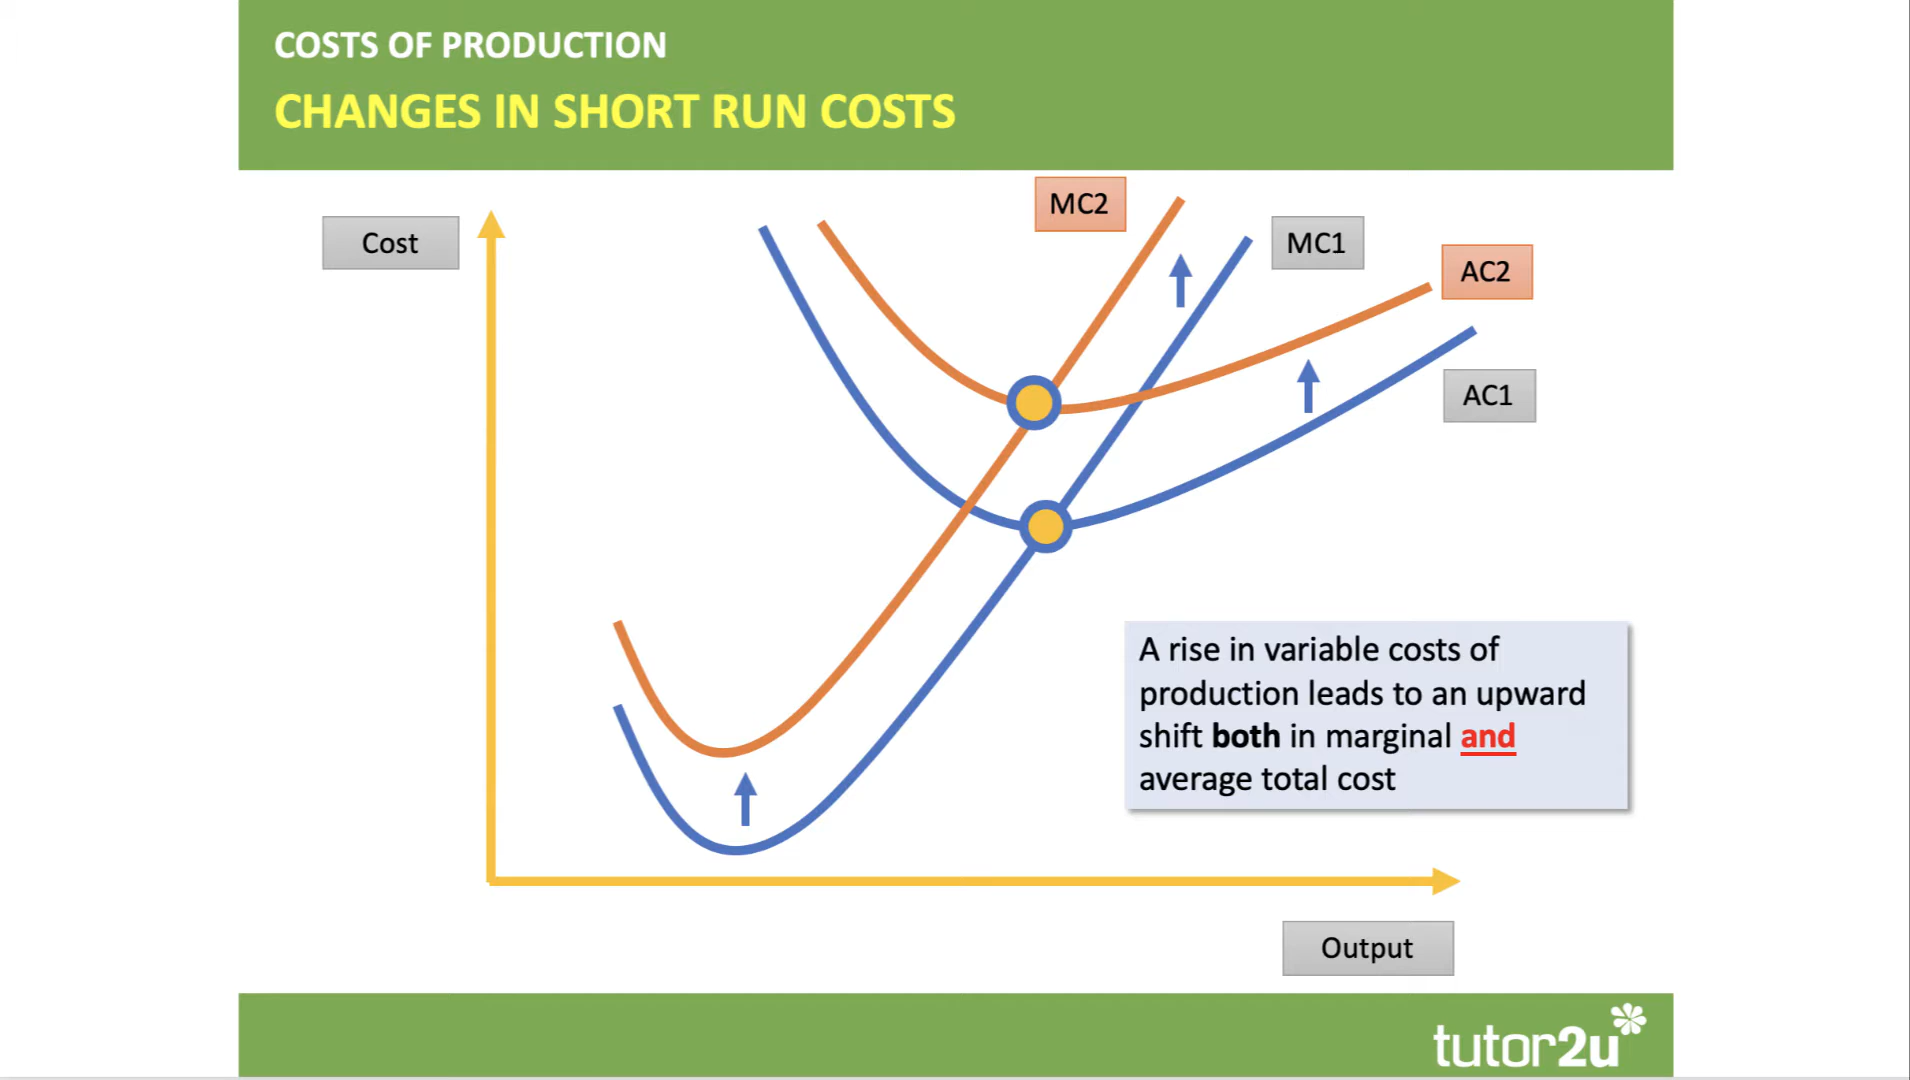 COSTS OF PRODUCTION
CHANGES IN SHORT RUN COSTS
MC2
Cost
MC1
AC2
AC1
A rise in variable costs of
production leads to an upward
shift both in marginal and
average total cost
Output
tutor2u